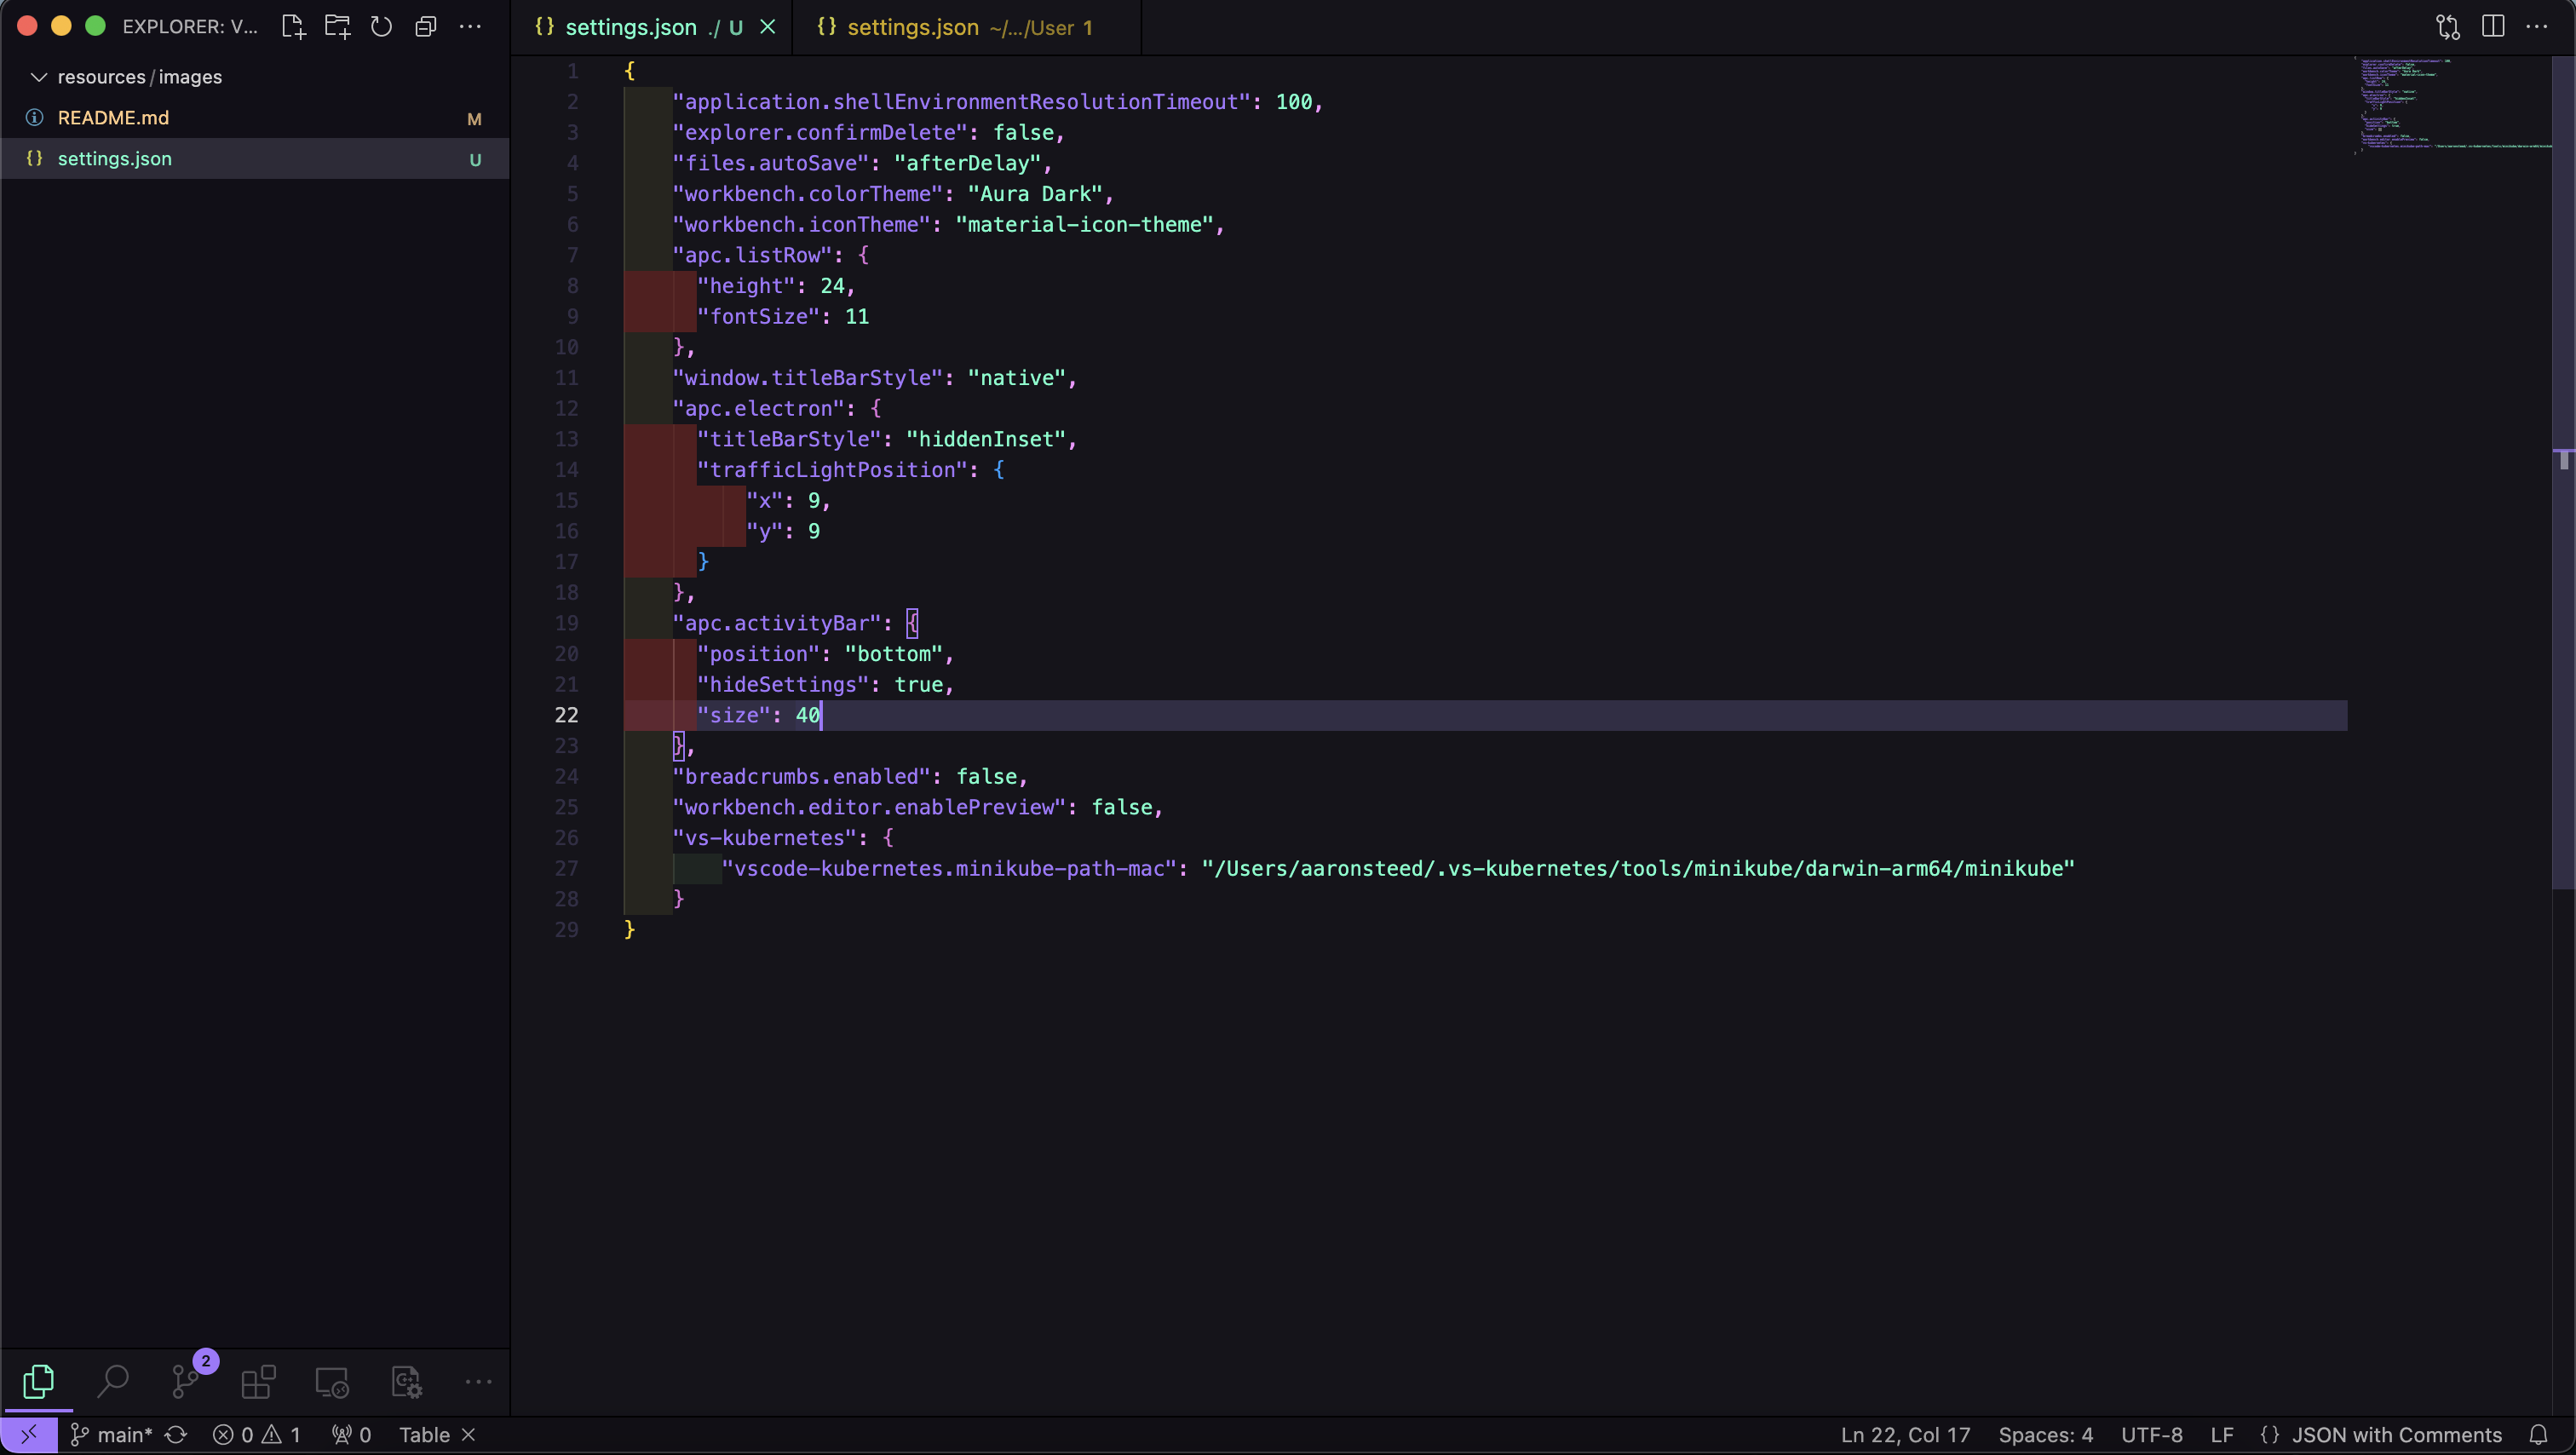 EXPLORER: V...
settings.json ./ U
settings.json ~/.../User 1
resources/images
README.md M
settings.json U
1 {
2 "application.shellEnvironmentResolutionTimeout": 100,
3 "explorer.confirmDelete": false,
4 "files.autoSave": "afterDelay",
5 "workbench.colorTheme": "Aura Dark",
6 "workbench.iconTheme": "material-icon-theme",
7 "apc.listRow": {
8 "height": 24,
9 "fontSize": 11
10 },
11 "window.titleBarStyle": "native",
12 "apc.electron": {
13 "titleBarStyle": "hiddenInset",
14 "trafficLightPosition": {
15 "x": 9,
16 "y": 9
17 }
18 },
19 "apc.activityBar": {
20 "position": "bottom",
21 "hideSettings": true,
22 "size": 40
23 },
24 "breadcrumbs.enabled": false,
25 "workbench.editor.enablePreview": false,
26 "vs-kubernetes": {
27 "vscode-kubernetes.minikube-path-mac": "/Users/aaronsteed/.vs-kubernetes/tools/minikube/darwin-arm64/minikube"
28 }
29 }
2
main* 0 1 0 Table
Ln 22, Col 17 Spaces: 4 UTF-8 LF {} JSON with Comments